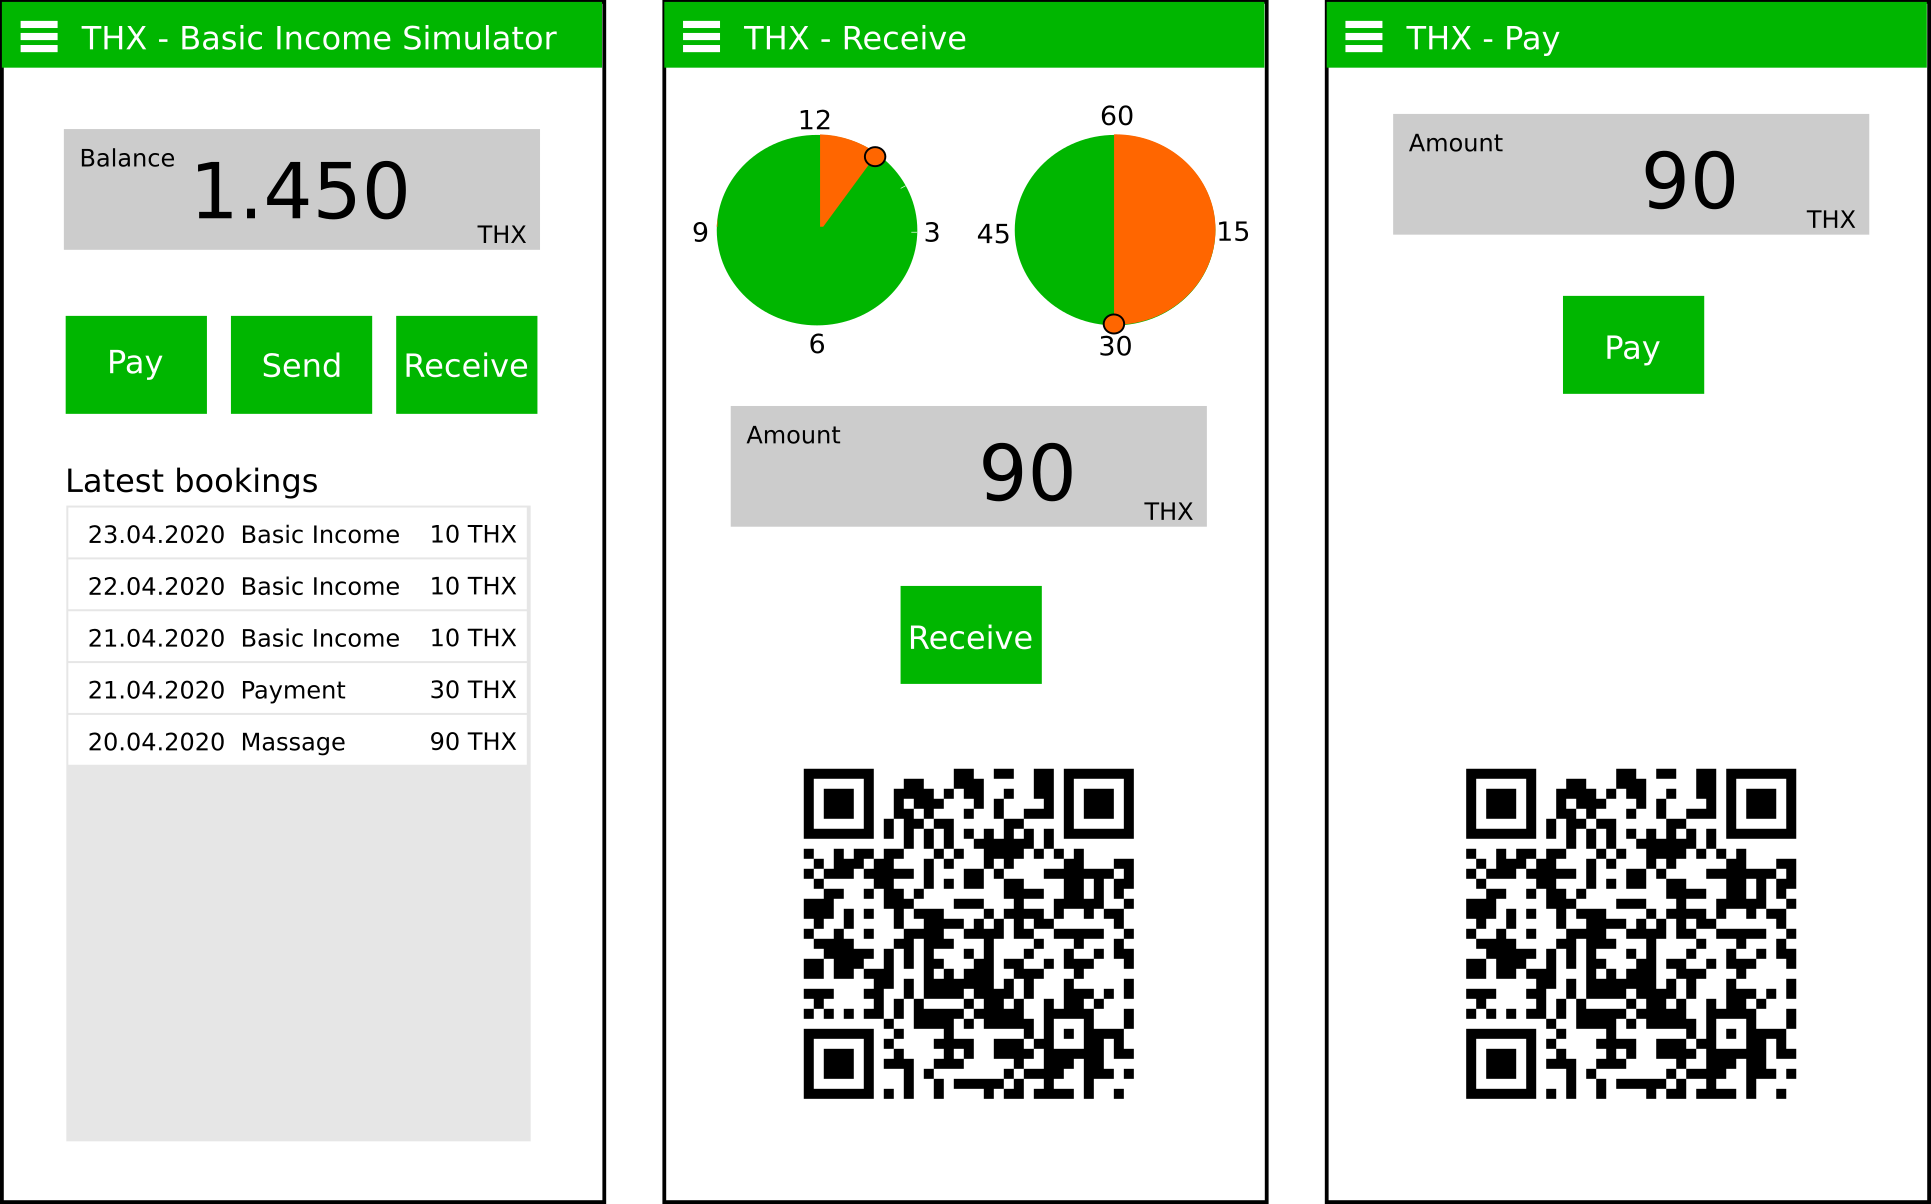 THX - Basic Income Simulator
Balance
1.450
THX
Pay
Send
Receive
Latest bookings
23.04.2020 Basic Income 10 THX
22.04.2020 Basic Income 10 THX
21.04.2020 Basic Income 10 THX
21.04.2020 Payment 30 THX
20.04.2020 Massage 90 THX
THX - Receive
12
9
3
6
60
45
15
30
Amount
90
THX
Receive
THX - Pay
Amount
90
THX
Pay